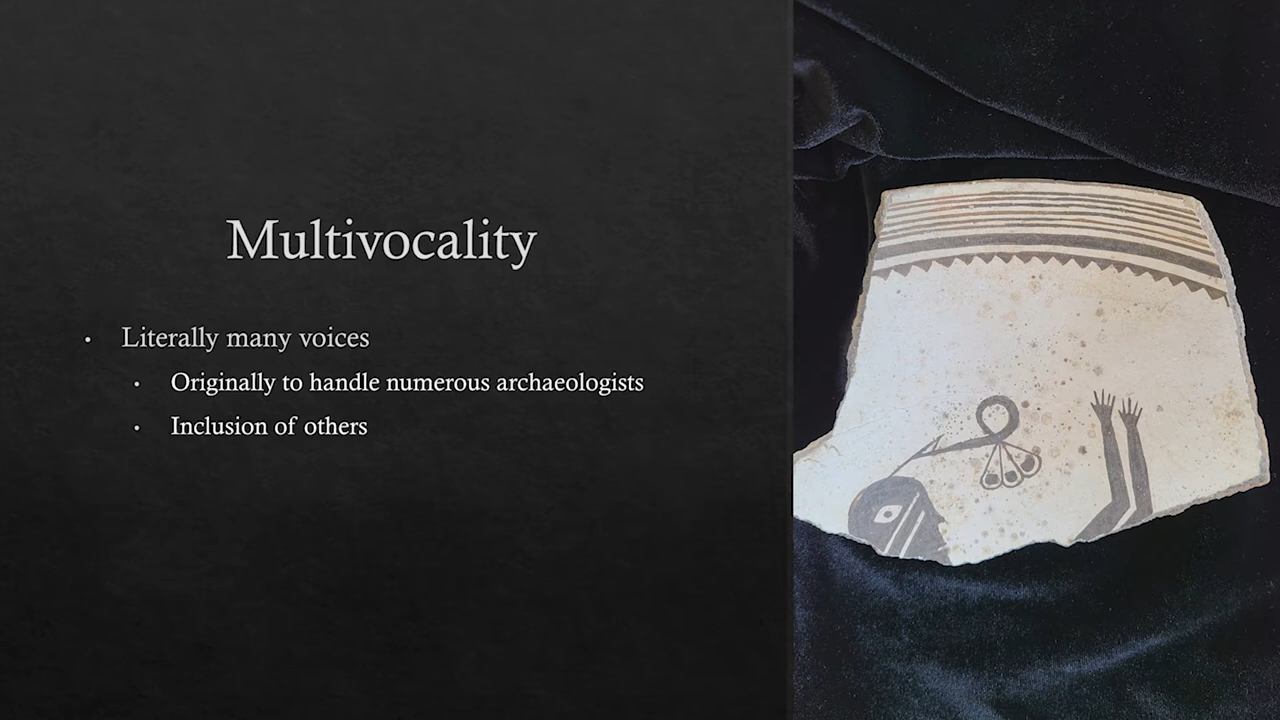 Multivocality
• Literally many voices
• Originally to handle numerous archaeologists
• Inclusion of others